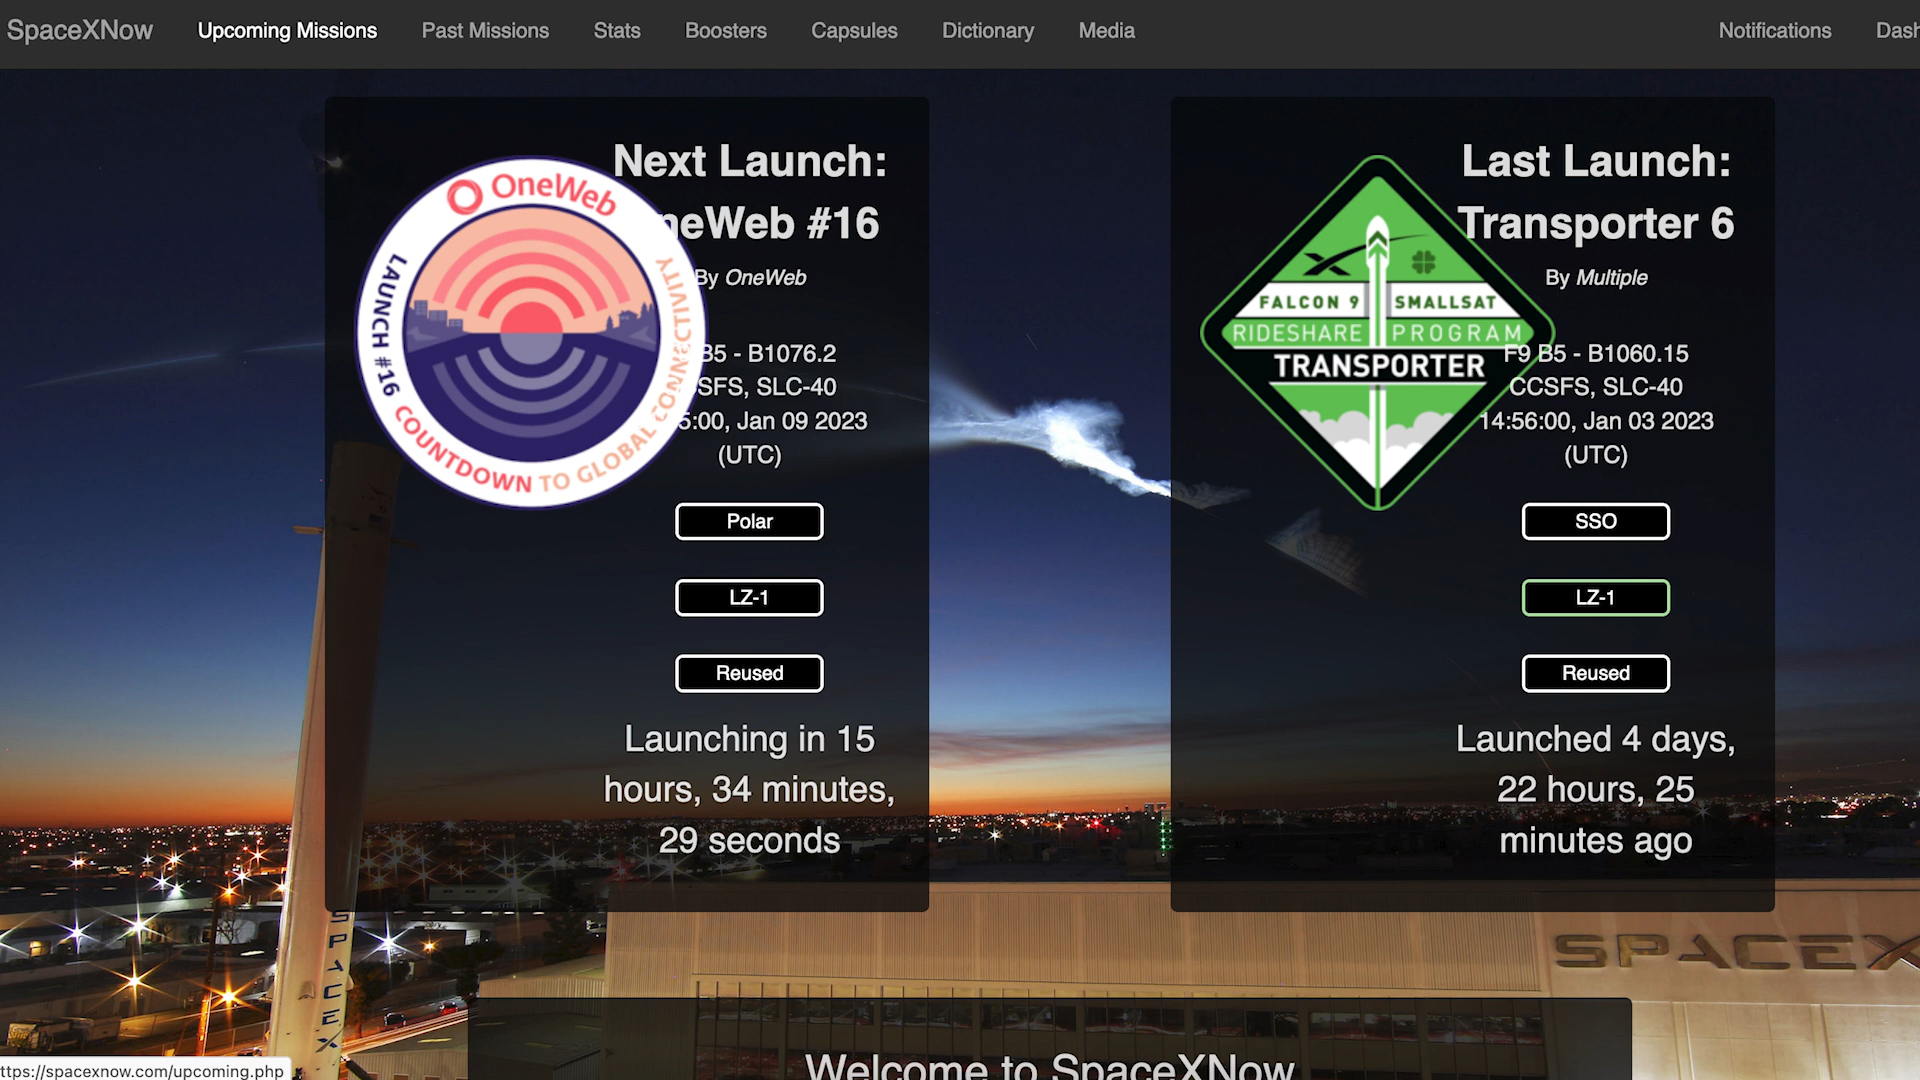 SpaceXNow Upcoming Missions Past Missions Stats Boosters Capsules Dictionary Media Notifications
Next Launch:
#16
By OneWeb
B5 - B1076.2
SLC-40
Jan 09 2023
(UTC)
Polar
LZ-1
Reused
Launching in 15
hours, 34 minutes,
29 seconds
OneWeb
LAUNCH #16 COUNTDOWN TO GLOBAL CONNECTIVITY
Last Launch:
Transporter 6
By Multiple
F9 B5 - B1060.15
CCSFS, SLC-40
14:56:00, Jan 03 2023
(UTC)
SSO
LZ-1
Reused
Launched 4 days,
22 hours, 25
minutes ago
FALCON 9 SMALLSAT
RIDESHARE PROGRAM
TRANSPORTER
SPACEX
SPACEX
Welcome to SpaceXNow
ttps://spacexnow.com/upcoming.php